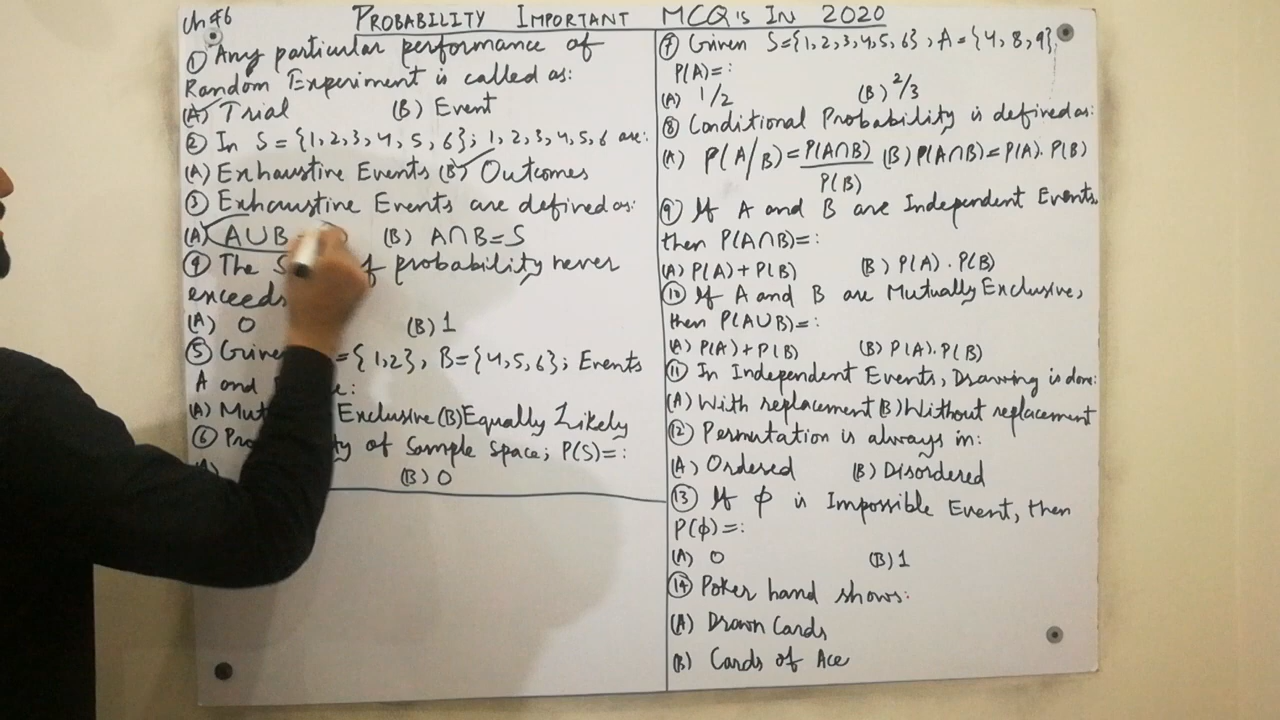 Ch #6
PROBABILITY IMPORTANT MCQ's IN 2020
① Any particular performance of
Random Experiment is called as:
(A) Trial (B) Event
② In S = {1,2,3,4,5,6}; 1,2,3,4,5,6 are:
(A) Exhaustive Events (B) Outcomes
③ Exhaustive Events are defined as:
(A) A∪B (B) A∩B=S
④ The of probability never
exceeds
(A) 0 (B) 1
⑤ Given ={1,2}, B={4,5,6}; Events
A and
(A) Exclusive (B) Equally Likely
⑥ of Sample Space; P(S)=:
(B) 0
⑦ Given S={1,2,3,4,5,6}, A={4,8,9},
P(A)=:
(A) 1/2 (B) 2/3
⑧ Conditional Probability is defined as:
(A) P(A/B)=P(A∩B)/P(B) (B) P(A∩B)=P(A).P(B)
⑨ If A and B are Independent Events,
then P(A∩B)=:
(A) P(A)+P(B) (B) P(A).P(B)
⑩ If A and B are Mutually Exclusive,
then P(A∪B)=:
(A) P(A)+P(B) (B) P(A).P(B)
⑪ In Independent Events, Drawing is done:
(A) With replacement (B) Without replacement
⑫ Permutation is always in:
(A) Ordered (B) Disordered
⑬ If ϕ is Impossible Event, then
P(ϕ)=:
(A) 0 (B) 1
⑭ Poker hand shows:
(A) Drawn Cards
(B) Cards of Ace